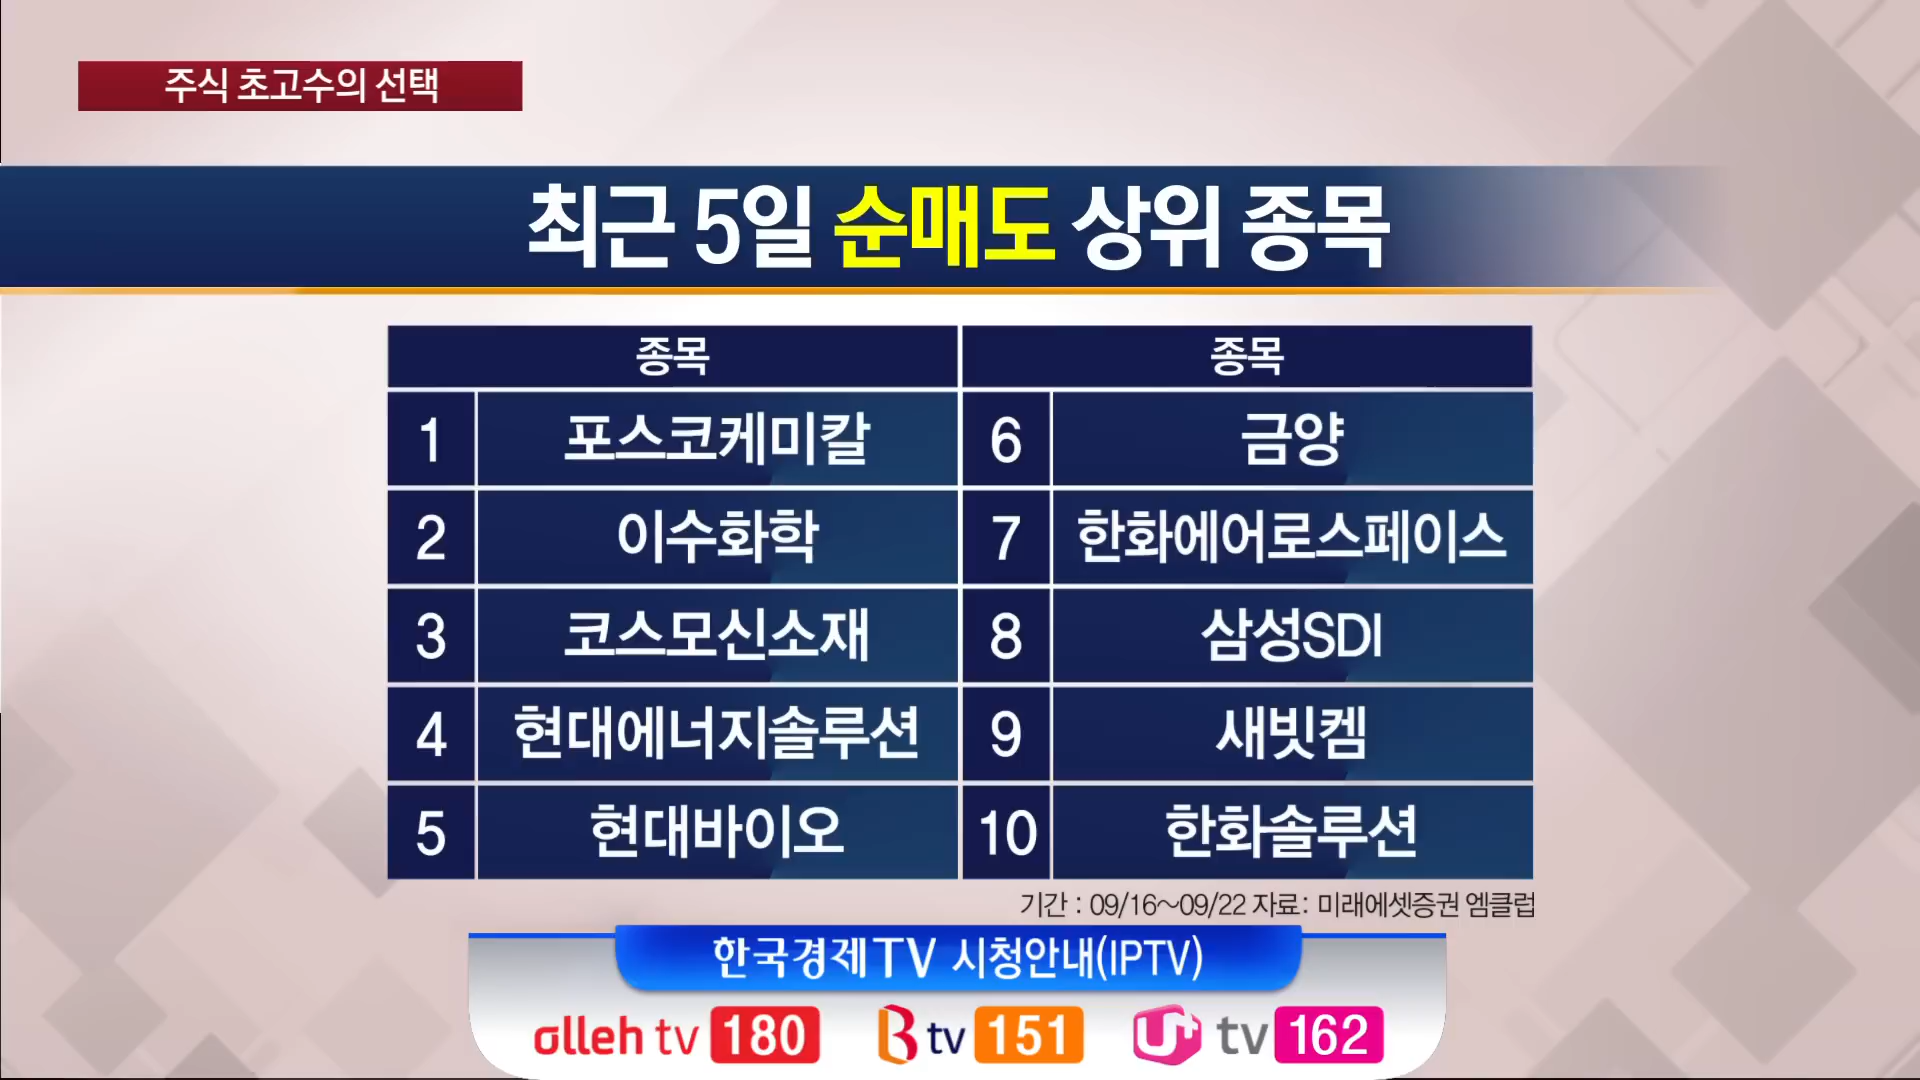 주식 초고수의 선택
최근 5일 순매도 상위 종목
종목 종목
1 포스코케미칼 6 금양
2 이수화학 7 한화에어로스페이스
3 코스모신소재 8 삼성SDI
4 현대에너지솔루션 9 새빗켐
5 현대바이오 10 한화솔루션
기간 : 09/16~09/22 자료: 미래에셋증권 엠클럽
한국경제TV 시청안내(IPTV)
olleh tv 180 B tv 151 U+ tv 162